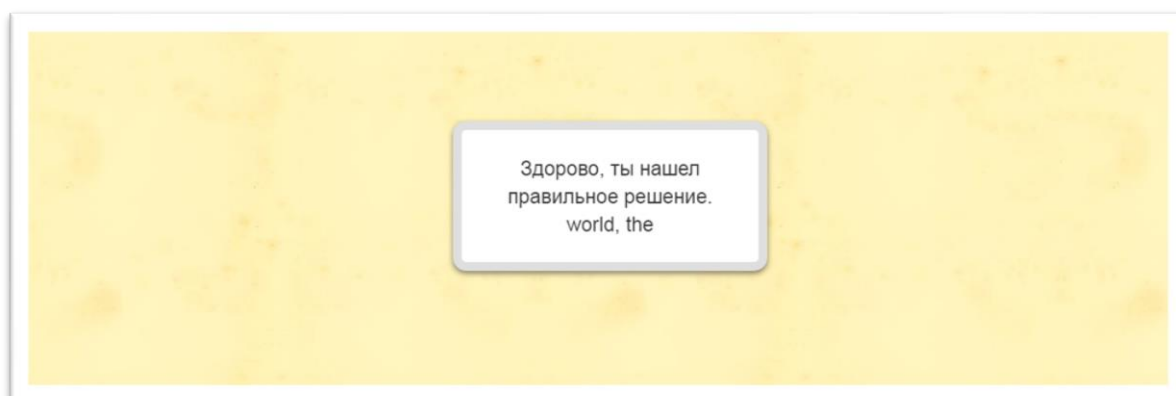 Здорово, ты нашел
правильное решение.
world, the